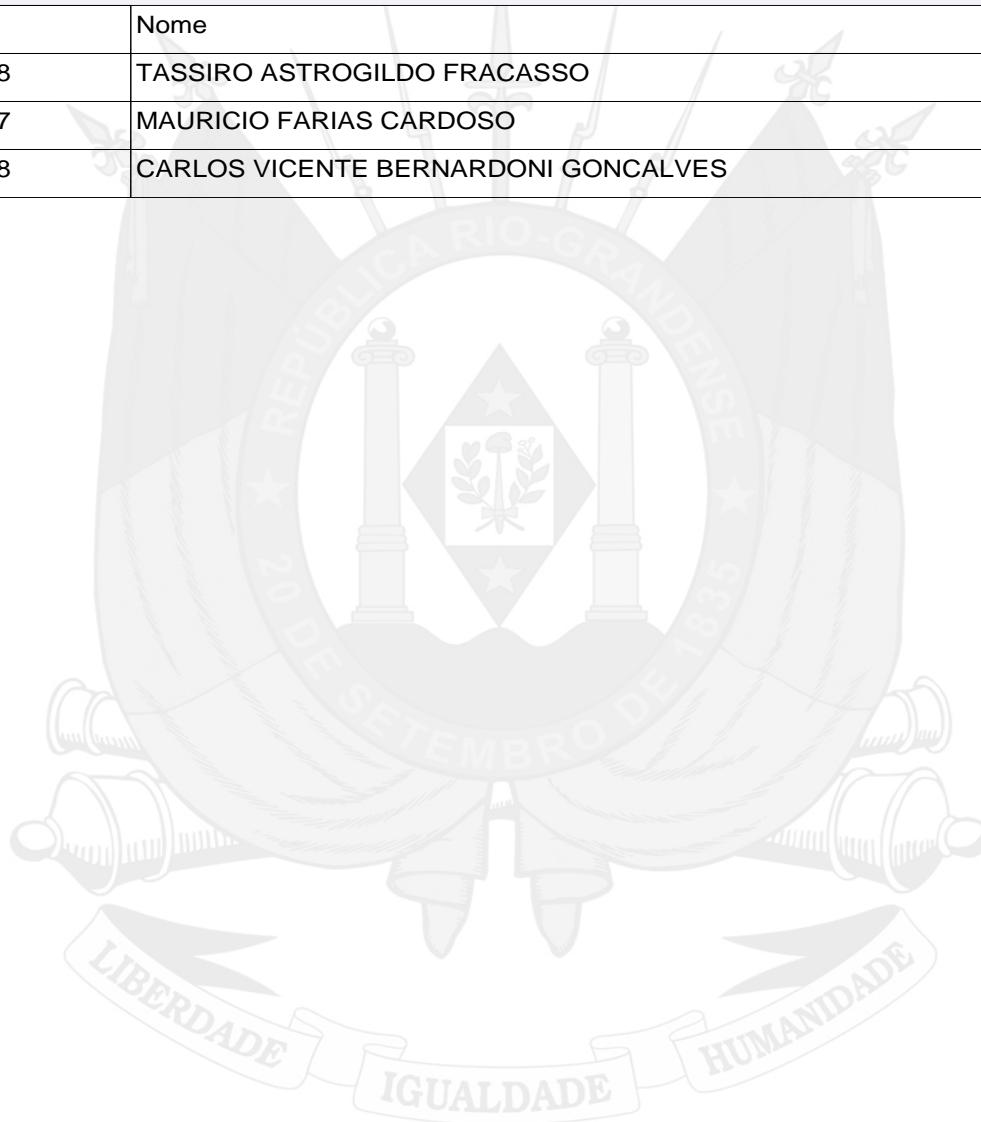 Nome
8 TASSIRO ASTROGILDO FRACASSO
7 MAURICIO FARIAS CARDOSO
8 CARLOS VICENTE BERNARDONI GONCALVES
REPÚBLICA RIO-GRANDENSE
★ 20 DE SETEMBRO DE 1835 ★
LIBERDADE
IGUALDADE
HUMANIDADE